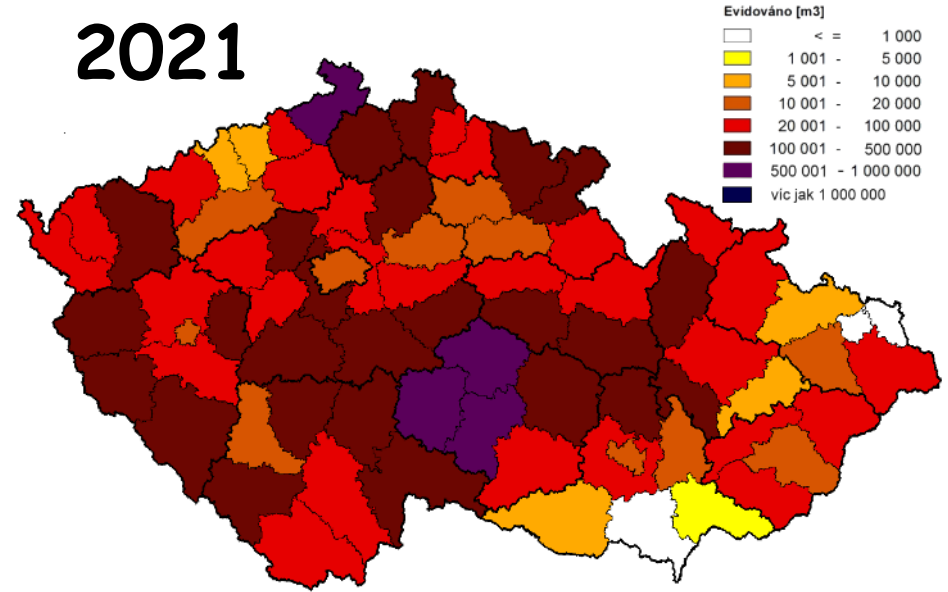 2021
Evidováno [m3]
< = 1 000
1 001 - 5 000
5 001 - 10 000
10 001 - 20 000
20 001 - 100 000
100 001 - 500 000
500 001 - 1 000 000
víc jak 1 000 000